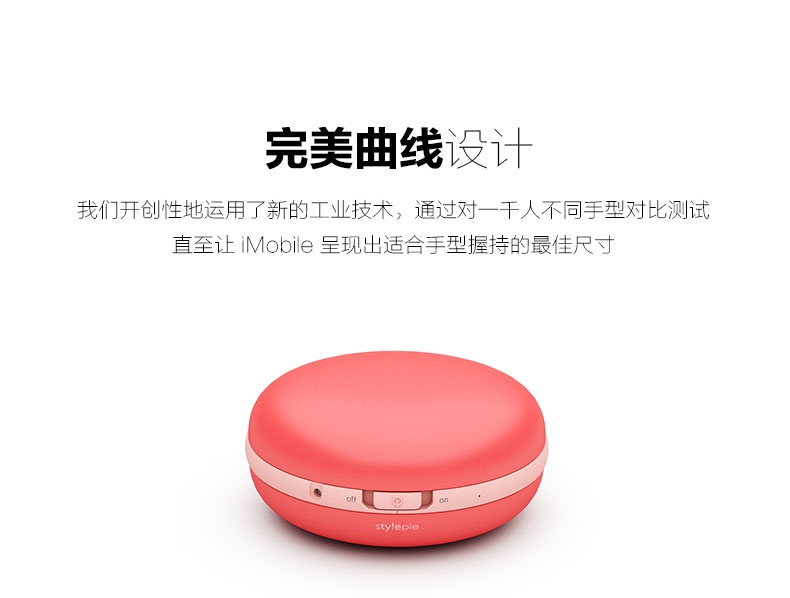 完美曲线设计
我们开创性地运用了新的工业技术，通过对一千人不同手型对比测试
直至让 iMobile 呈现出适合手型握持的最佳尺寸
off on
stylepie